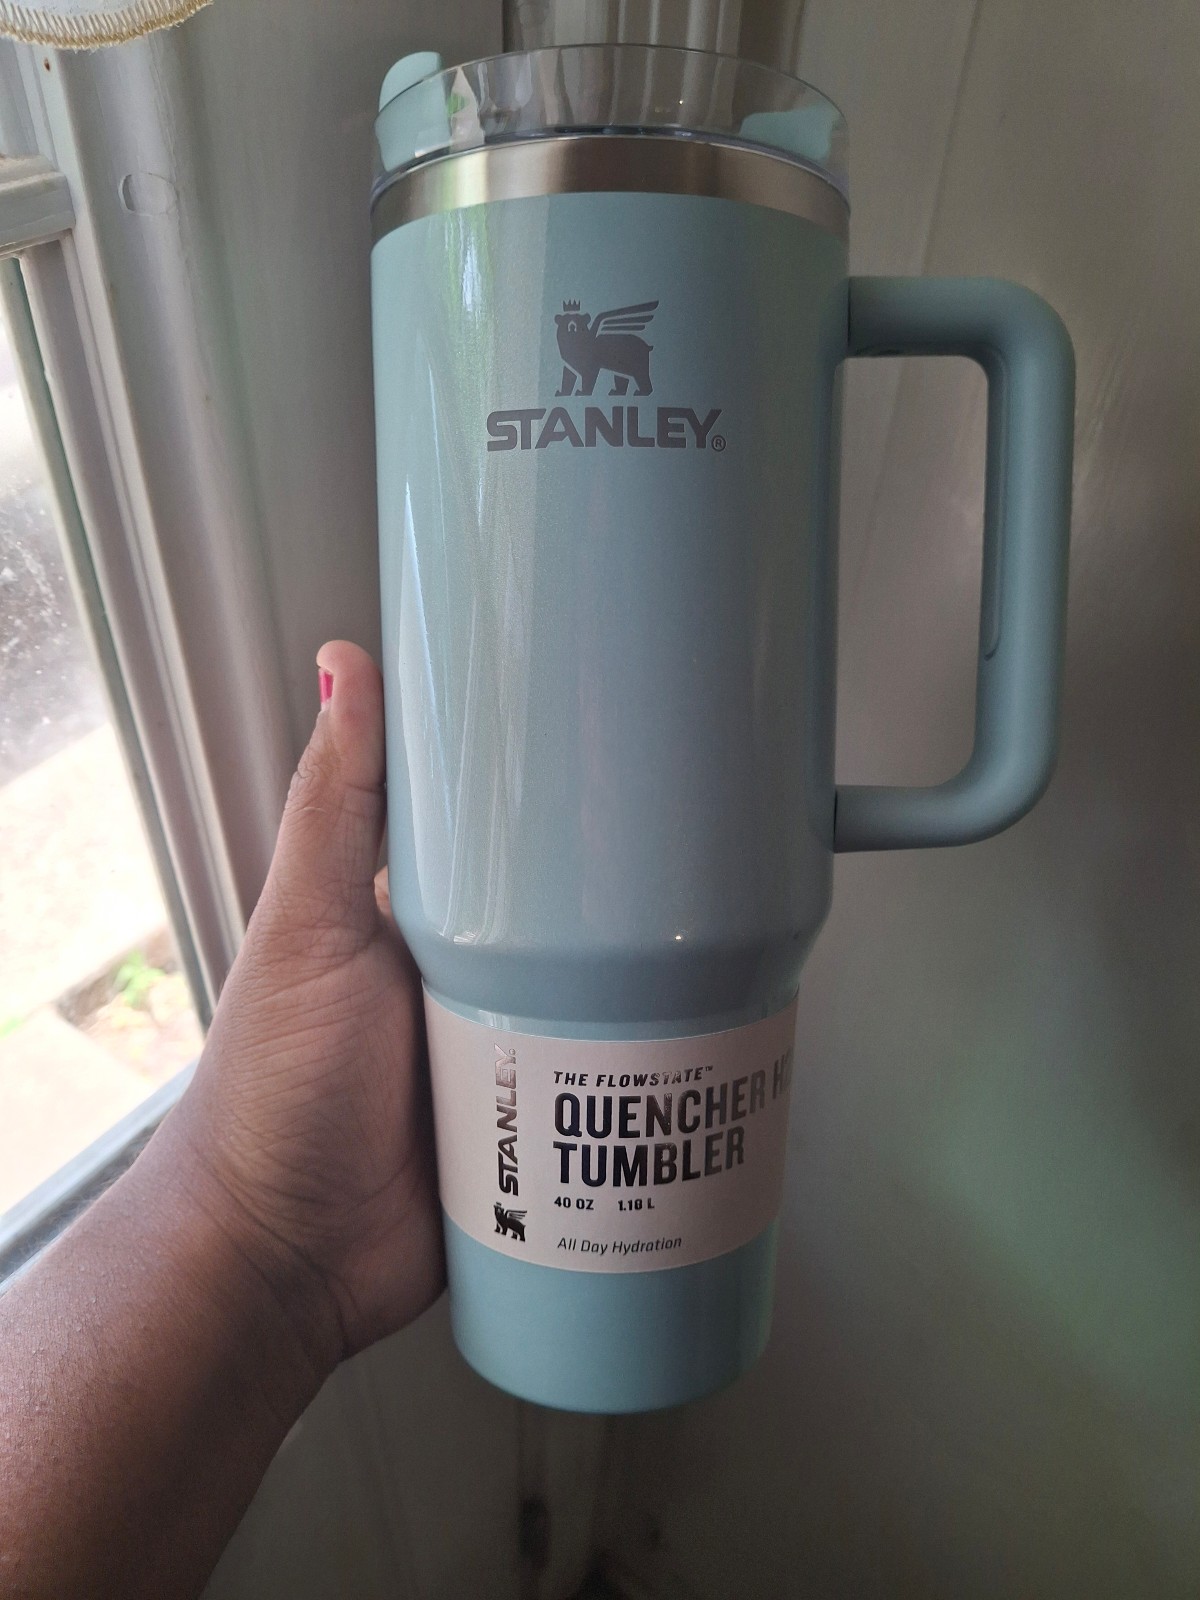 STANLEY®
STANLEY®
THE FLOWSTATE™
QUENCHER
TUMBLER
40 OZ 1.18 L
All Day Hydration